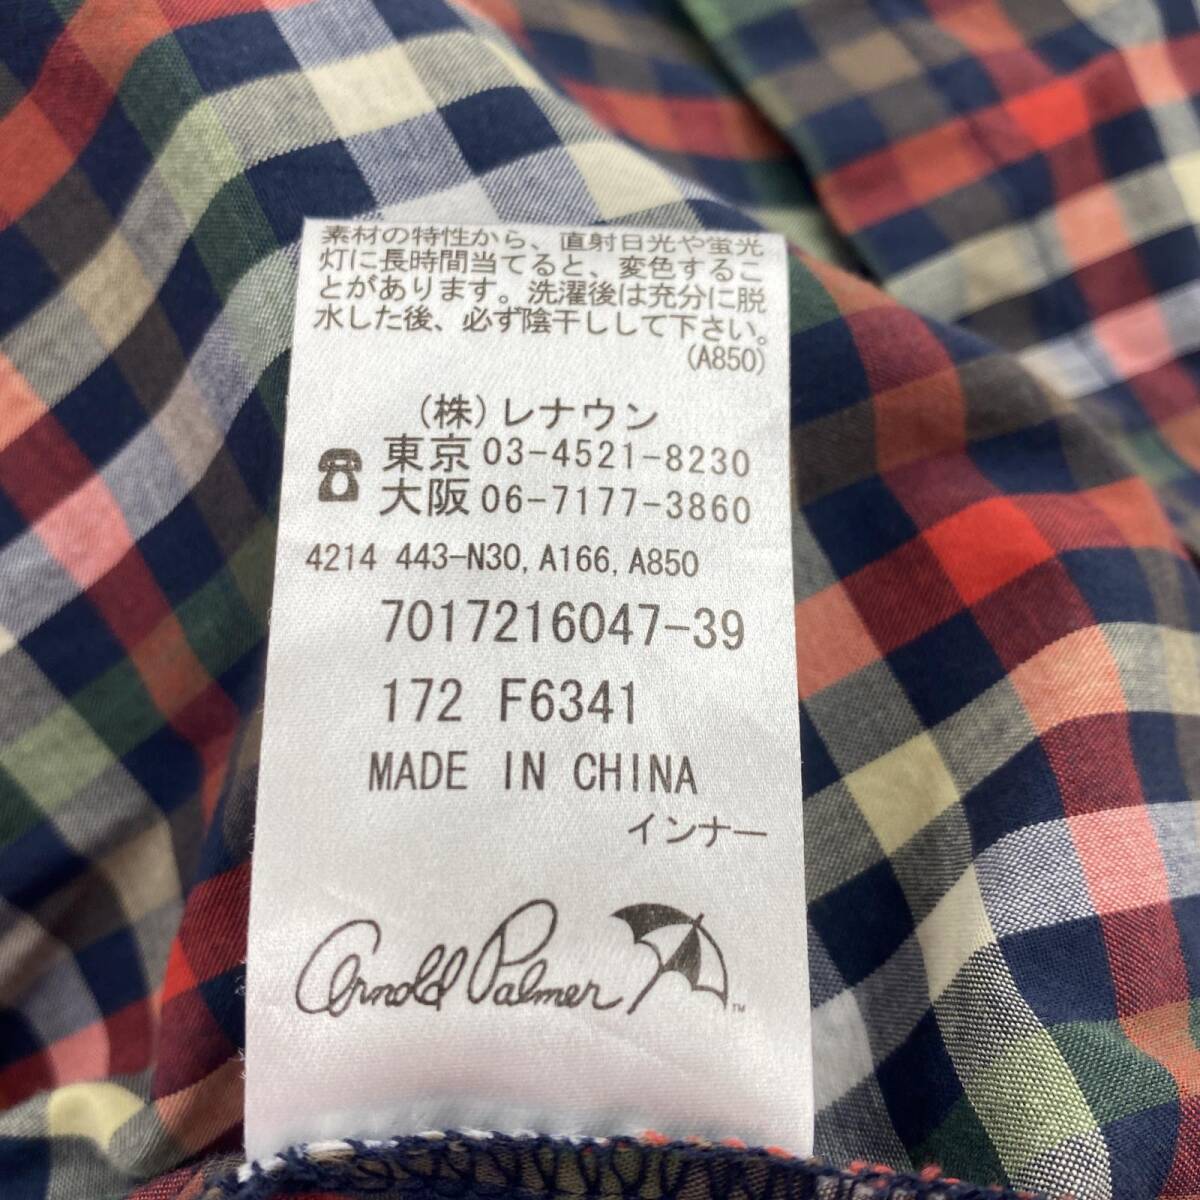 素材の特性から、直射日光や蛍光
灯に長時間当てると、変色するこ
とがあります。洗濯後は充分に脱
水した後、必ず陰干しして下さい。
(A850)
(株)レナウン
東京 03-4521-8230
大阪 06-7177-3860
4214 443-N30, A166, A850
7017216047-39
172 F6341
MADE IN CHINA
インナー
Arnold Palmer
TM